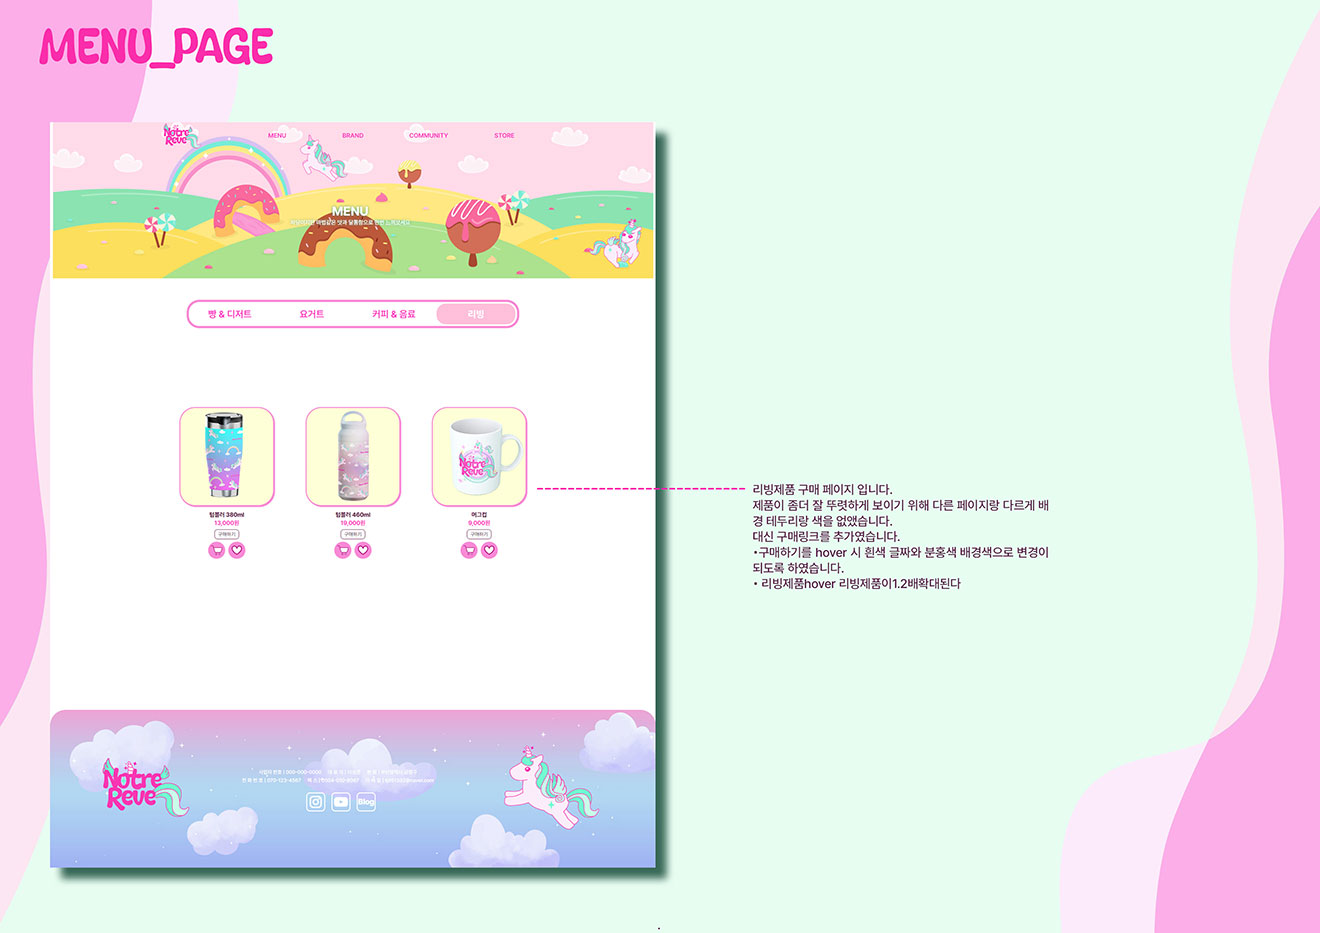 MENU_PAGE
Notre
Reve
MENU BRAND COMMUNITY STORE
MENU
빵 & 디저트 요거트 커피 & 음료 리빙
Notre
Reve
텀블러 380ml 텀블러 460ml 머그컵
13,000원 19,000원 9,000원
구매하기 구매하기 구매하기
리빙제품 구매 페이지 입니다.
제품이 좀더 잘 뚜렷하게 보이기 위해 다른 페이지랑 다르게 배
경 테두리랑 색을 없앴습니다.
대신 구매링크를 추가였습니다.
•구매하기를 hover 시 흰색 글짜와 분홍색 배경색으로 변경이
되도록 하였습니다.
• 리빙제품hover 리빙제품이1.2배확대된다
Notre
Reve
Blog